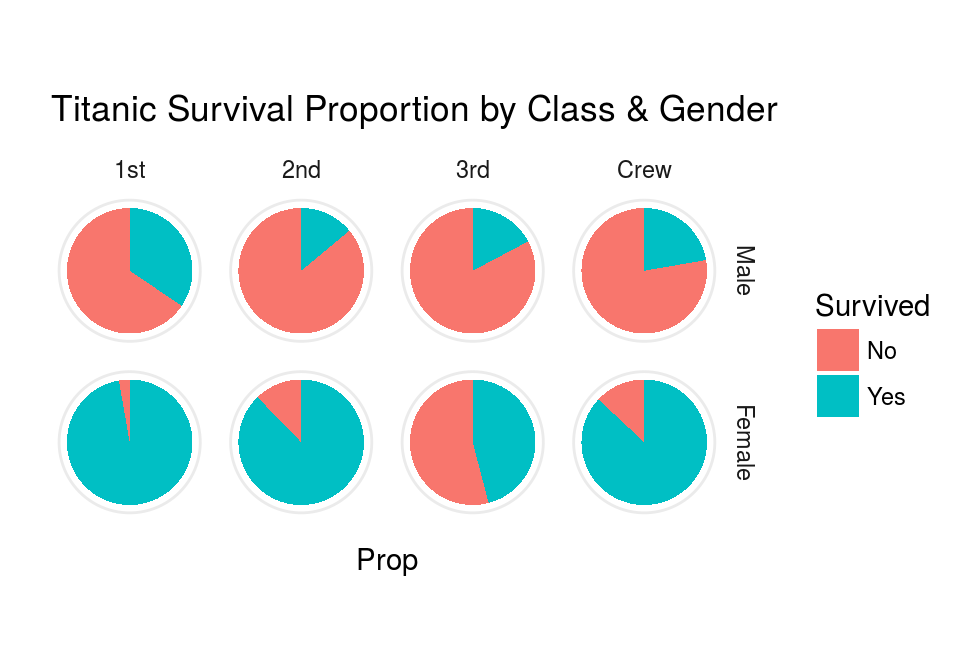 Titanic Survival Proportion by Class & Gender
1st
2nd
3rd
Crew
Male
Female
Prop
Survived
No
Yes